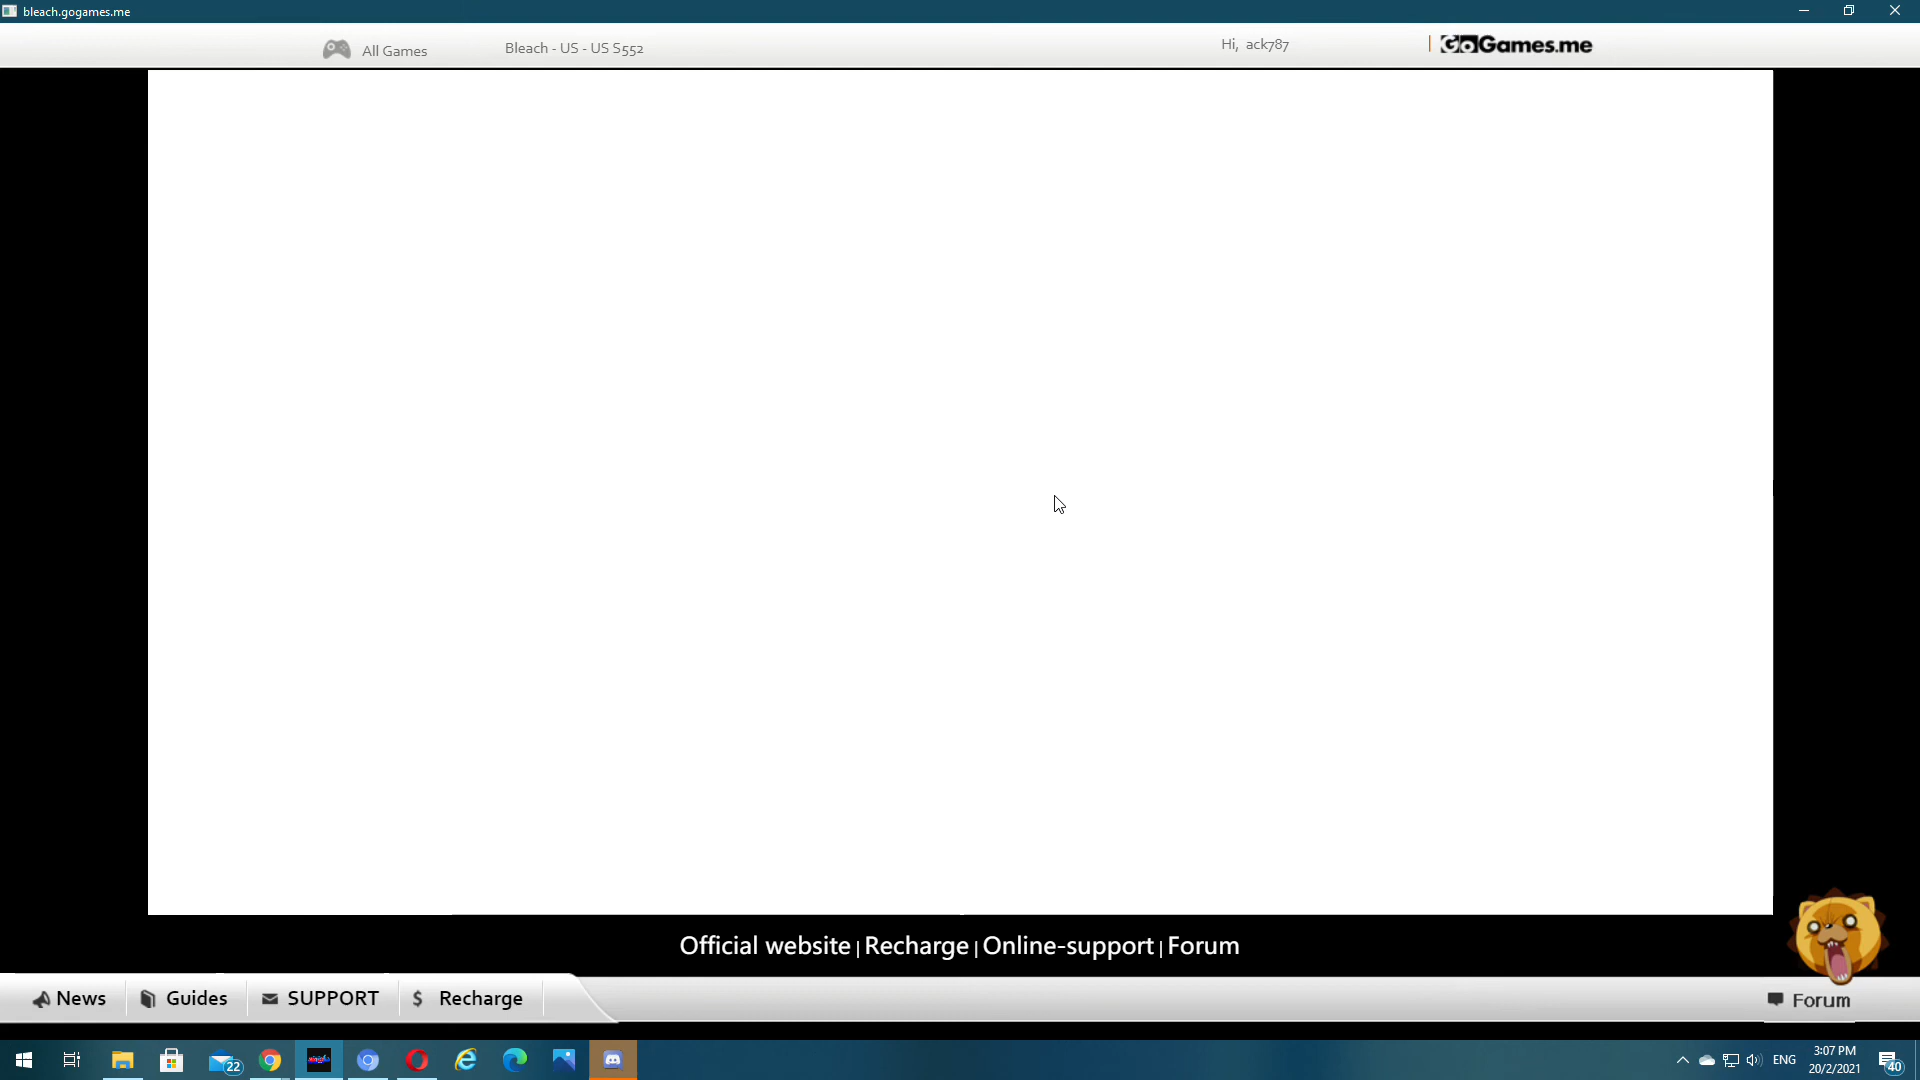 bleach.gogames.me
All Games
Bleach - US - US S552
Hi, ack787
GoGames.me
Official website | Recharge | Online-support | Forum
News
Guides
SUPPORT
$ Recharge
Forum
22
ENG
3:07 PM
20/2/2021
40